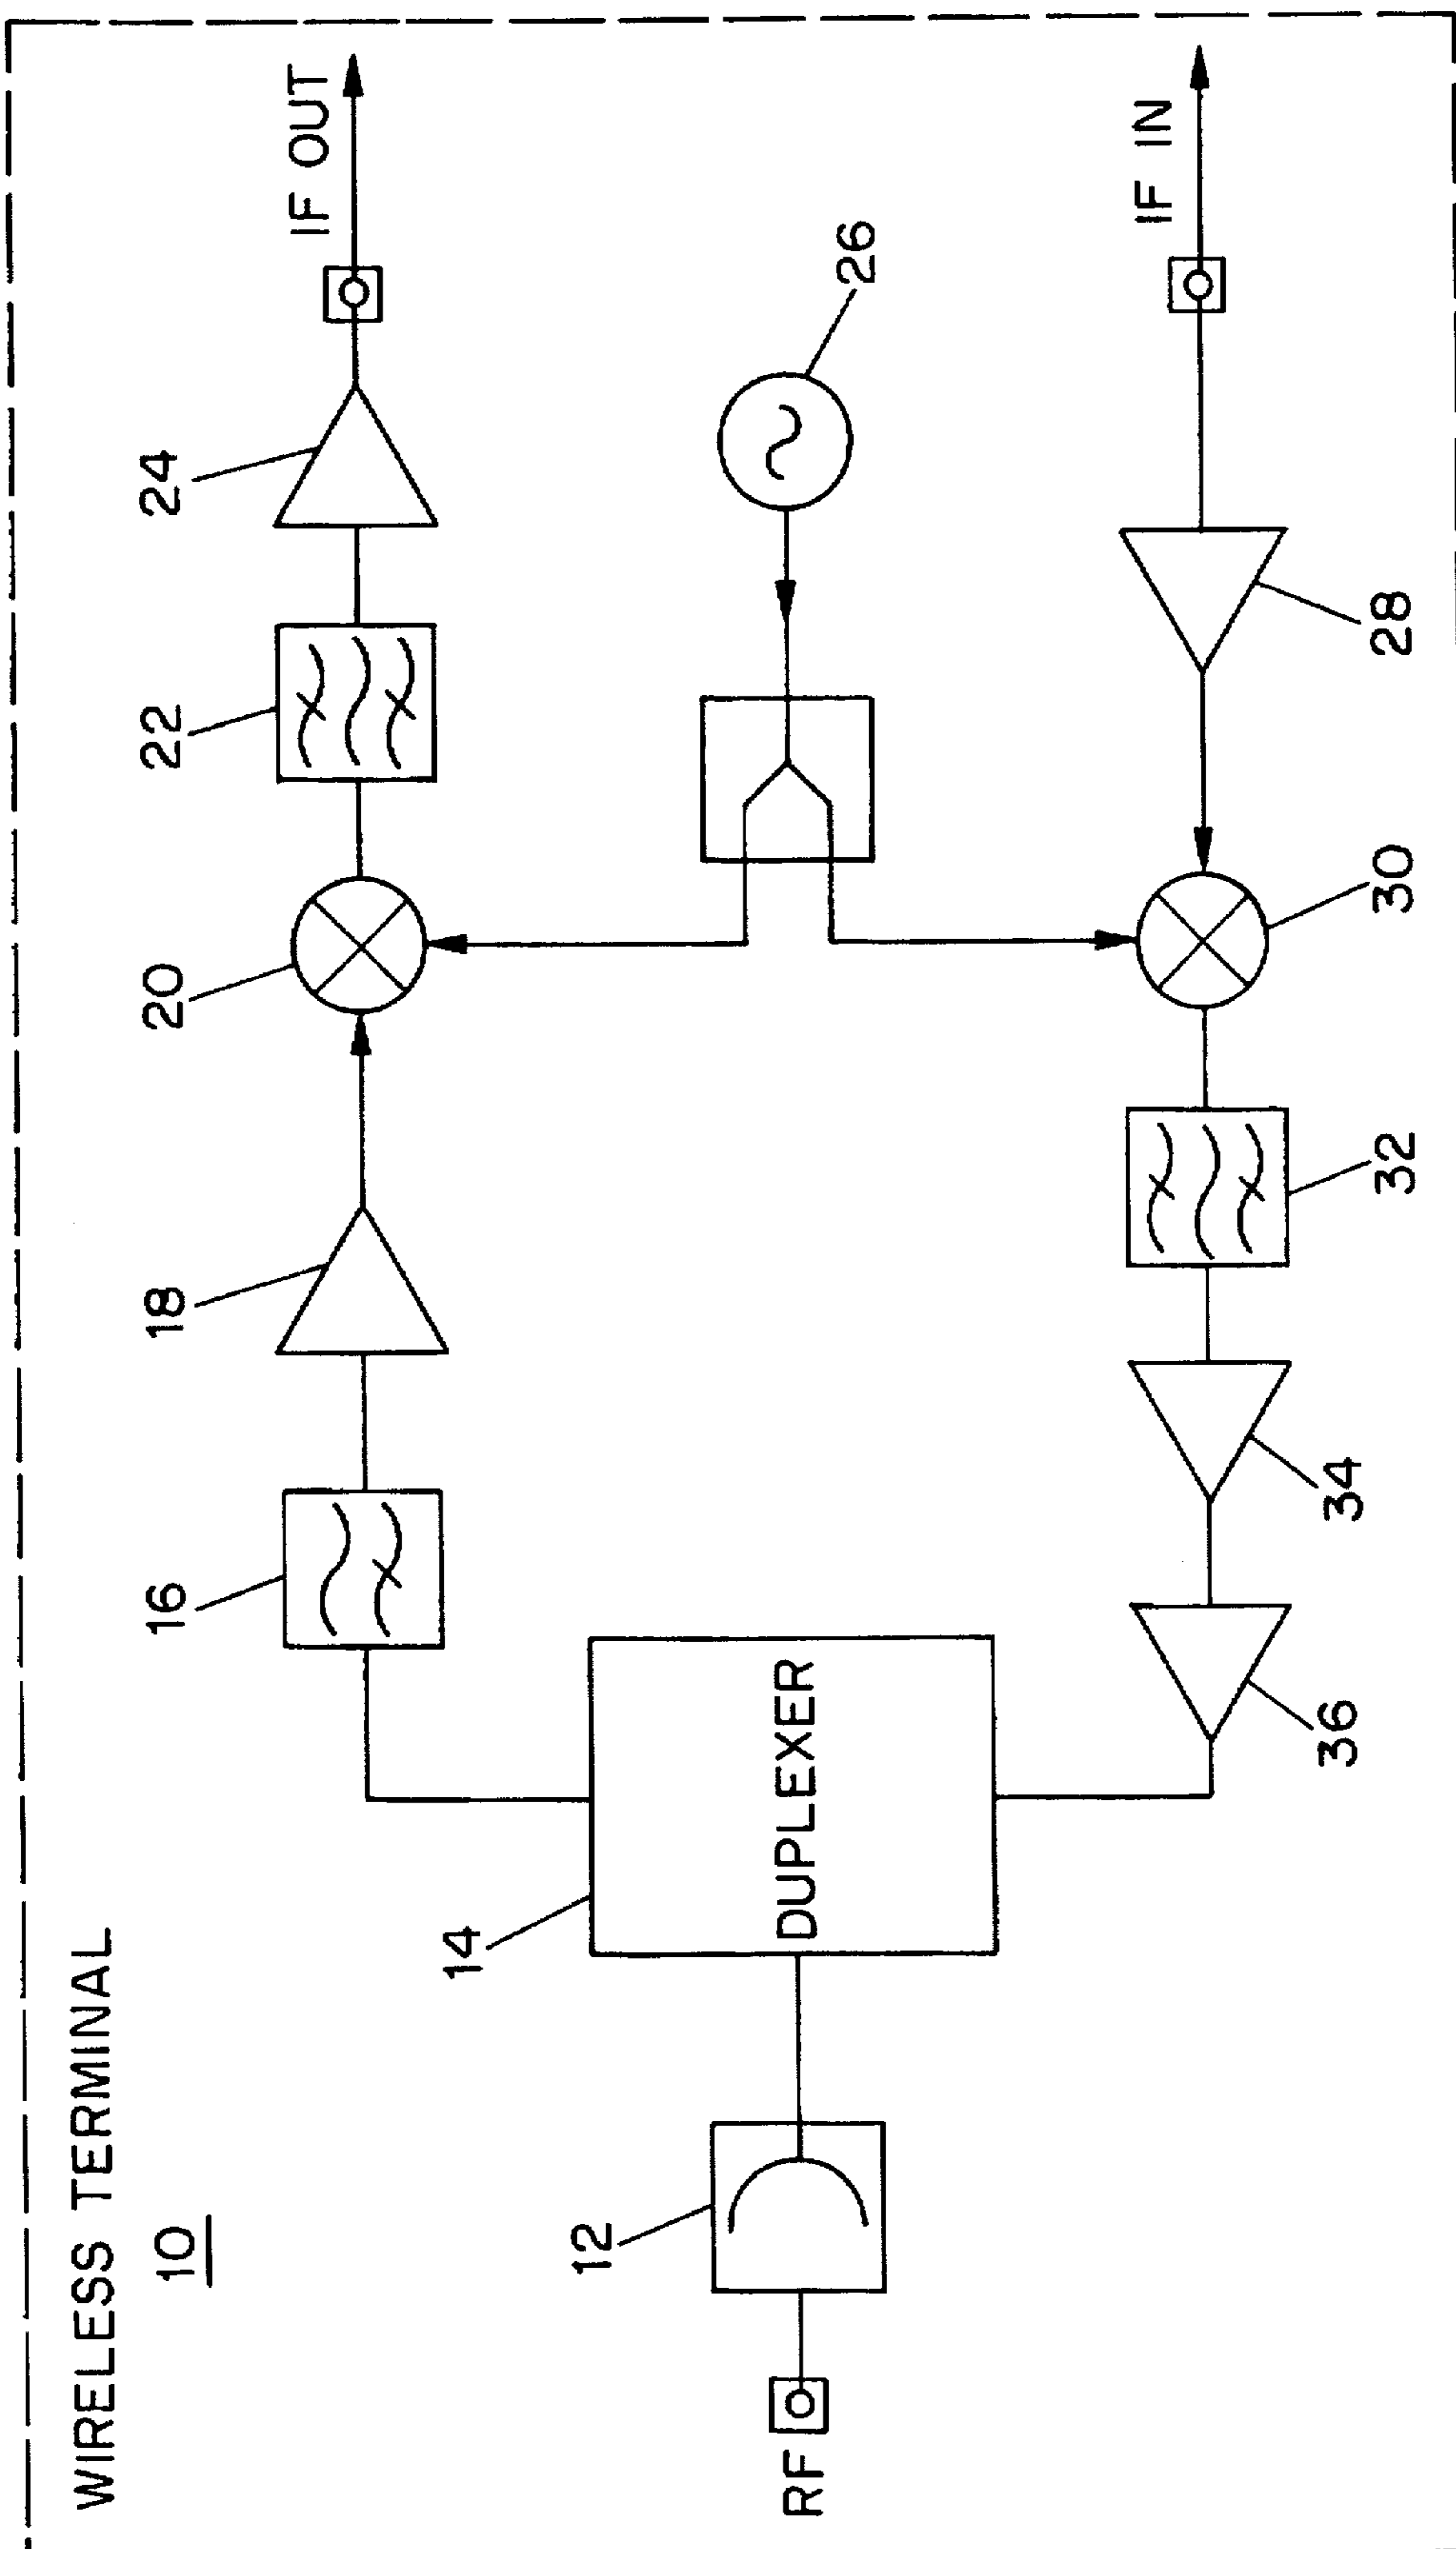 WIRELESS TERMINAL
10
RF
12
14
DUPLEXER
16
18
20
22
24
IF OUT
26
IF IN
28
30
32
34
36